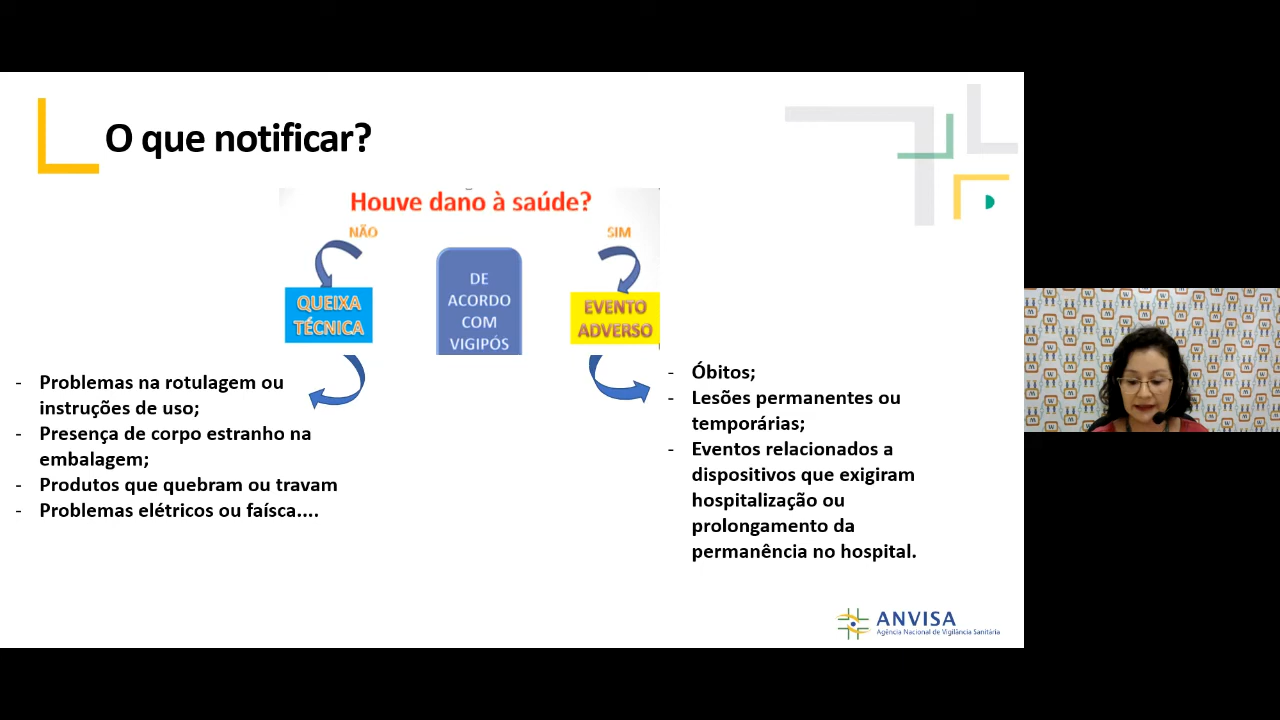 O que notificar?
Houve dano à saúde?
NÃO
SIM
QUEIXA
TÉCNICA
DE
ACORDO
COM
VIGIPÓS
EVENTO
ADVERSO
- Problemas na rotulagem ou
instruções de uso;
- Presença de corpo estranho na
embalagem;
- Produtos que quebram ou travam
- Problemas elétricos ou faísca....
- Óbitos;
- Lesões permanentes ou
temporárias;
- Eventos relacionados a
dispositivos que exigiram
hospitalização ou
prolongamento da
permanência no hospital.
ANVISA
Agência Nacional de Vigilância Sanitária